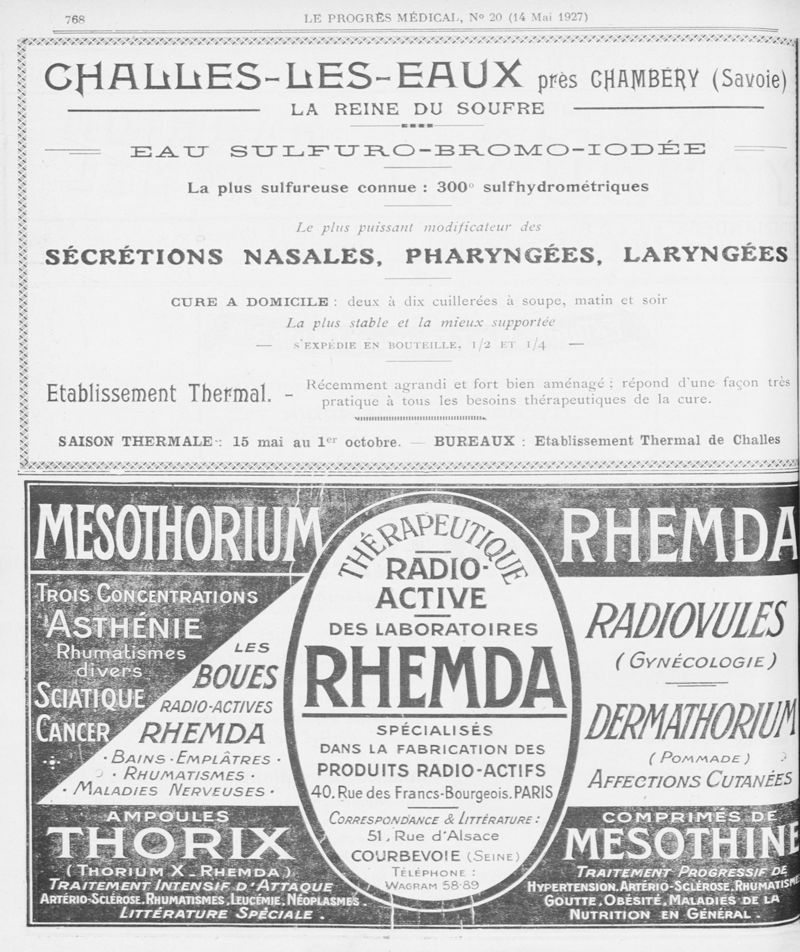 768
LE PROGRÈS MÉDICAL, No 20 (14 Mai 1927)
CHALLES-LES-EAUX près CHAMBÉRY (Savoie)
LA REINE DU SOUFRE
EAU SULFURO-BROMO-IODÉE
La plus sulfureuse connue : 300° sulfhydrométriques
Le plus puissant modificateur des
SÉCRÉTIONS NASALES, PHARYNGÉES, LARYNGÉES
CURE A DOMICILE : deux à dix cuillerées à soupe, matin et soir
La plus stable et la mieux supportée
— S'EXPÉDIE EN BOUTEILLE, 1/2 ET 1/4 —
Etablissement Thermal. - Récemment agrandi et fort bien aménagé ; répond d'une façon très
pratique à tous les besoins thérapeutiques de la cure.
SAISON THERMALE : 15 mai au 1er octobre. — BUREAUX : Etablissement Thermal de Challes
MESOTHORIUM
TROIS CONCENTRATIONS
ASTHÉNIE
Rhumatismes
divers
SCIATIQUE
CANCER
LES
BOUES
RADIO-ACTIVES
RHEMDA
· BAINS · EMPLÂTRES ·
· RHUMATISMES ·
· MALADIES NERVEUSES ·
AMPOULES
THORIX
(THORIUM X_RHEMDA)
TRAITEMENT INTENSIF D'ATTAQUE
ARTÉRIO-SCLÉROSE, RHUMATISMES, LEUCÉMIE, NÉOPLASMES.
LITTÉRATURE SPÉCIALE.
THÉRAPEUTIQUE
RADIO-
ACTIVE
DES LABORATOIRES
RHEMDA
SPÉCIALISÉS
DANS LA FABRICATION DES
PRODUITS RADIO-ACTIFS
40, Rue des Francs-Bourgeois, PARIS
CORRESPONDANCE & LITTÉRATURE :
51, Rue d'Alsace
COURBEVOIE (SEINE)
TÉLÉPHONE :
WAGRAM 58-89
RHEMDA
RADIOVULES
(GYNÉCOLOGIE)
DERMATHORIUM
(POMMADE)
AFFECTIONS CUTANÉES
COMPRIMÉS DE
MESOTHINE
TRAITEMENT PROGRESSIF DE
HYPERTENSION, ARTÉRIO-SCLÉROSE, RHUMATISME
GOUTTE, OBÉSITÉ, MALADIES DE LA
NUTRITION EN GÉNÉRAL.